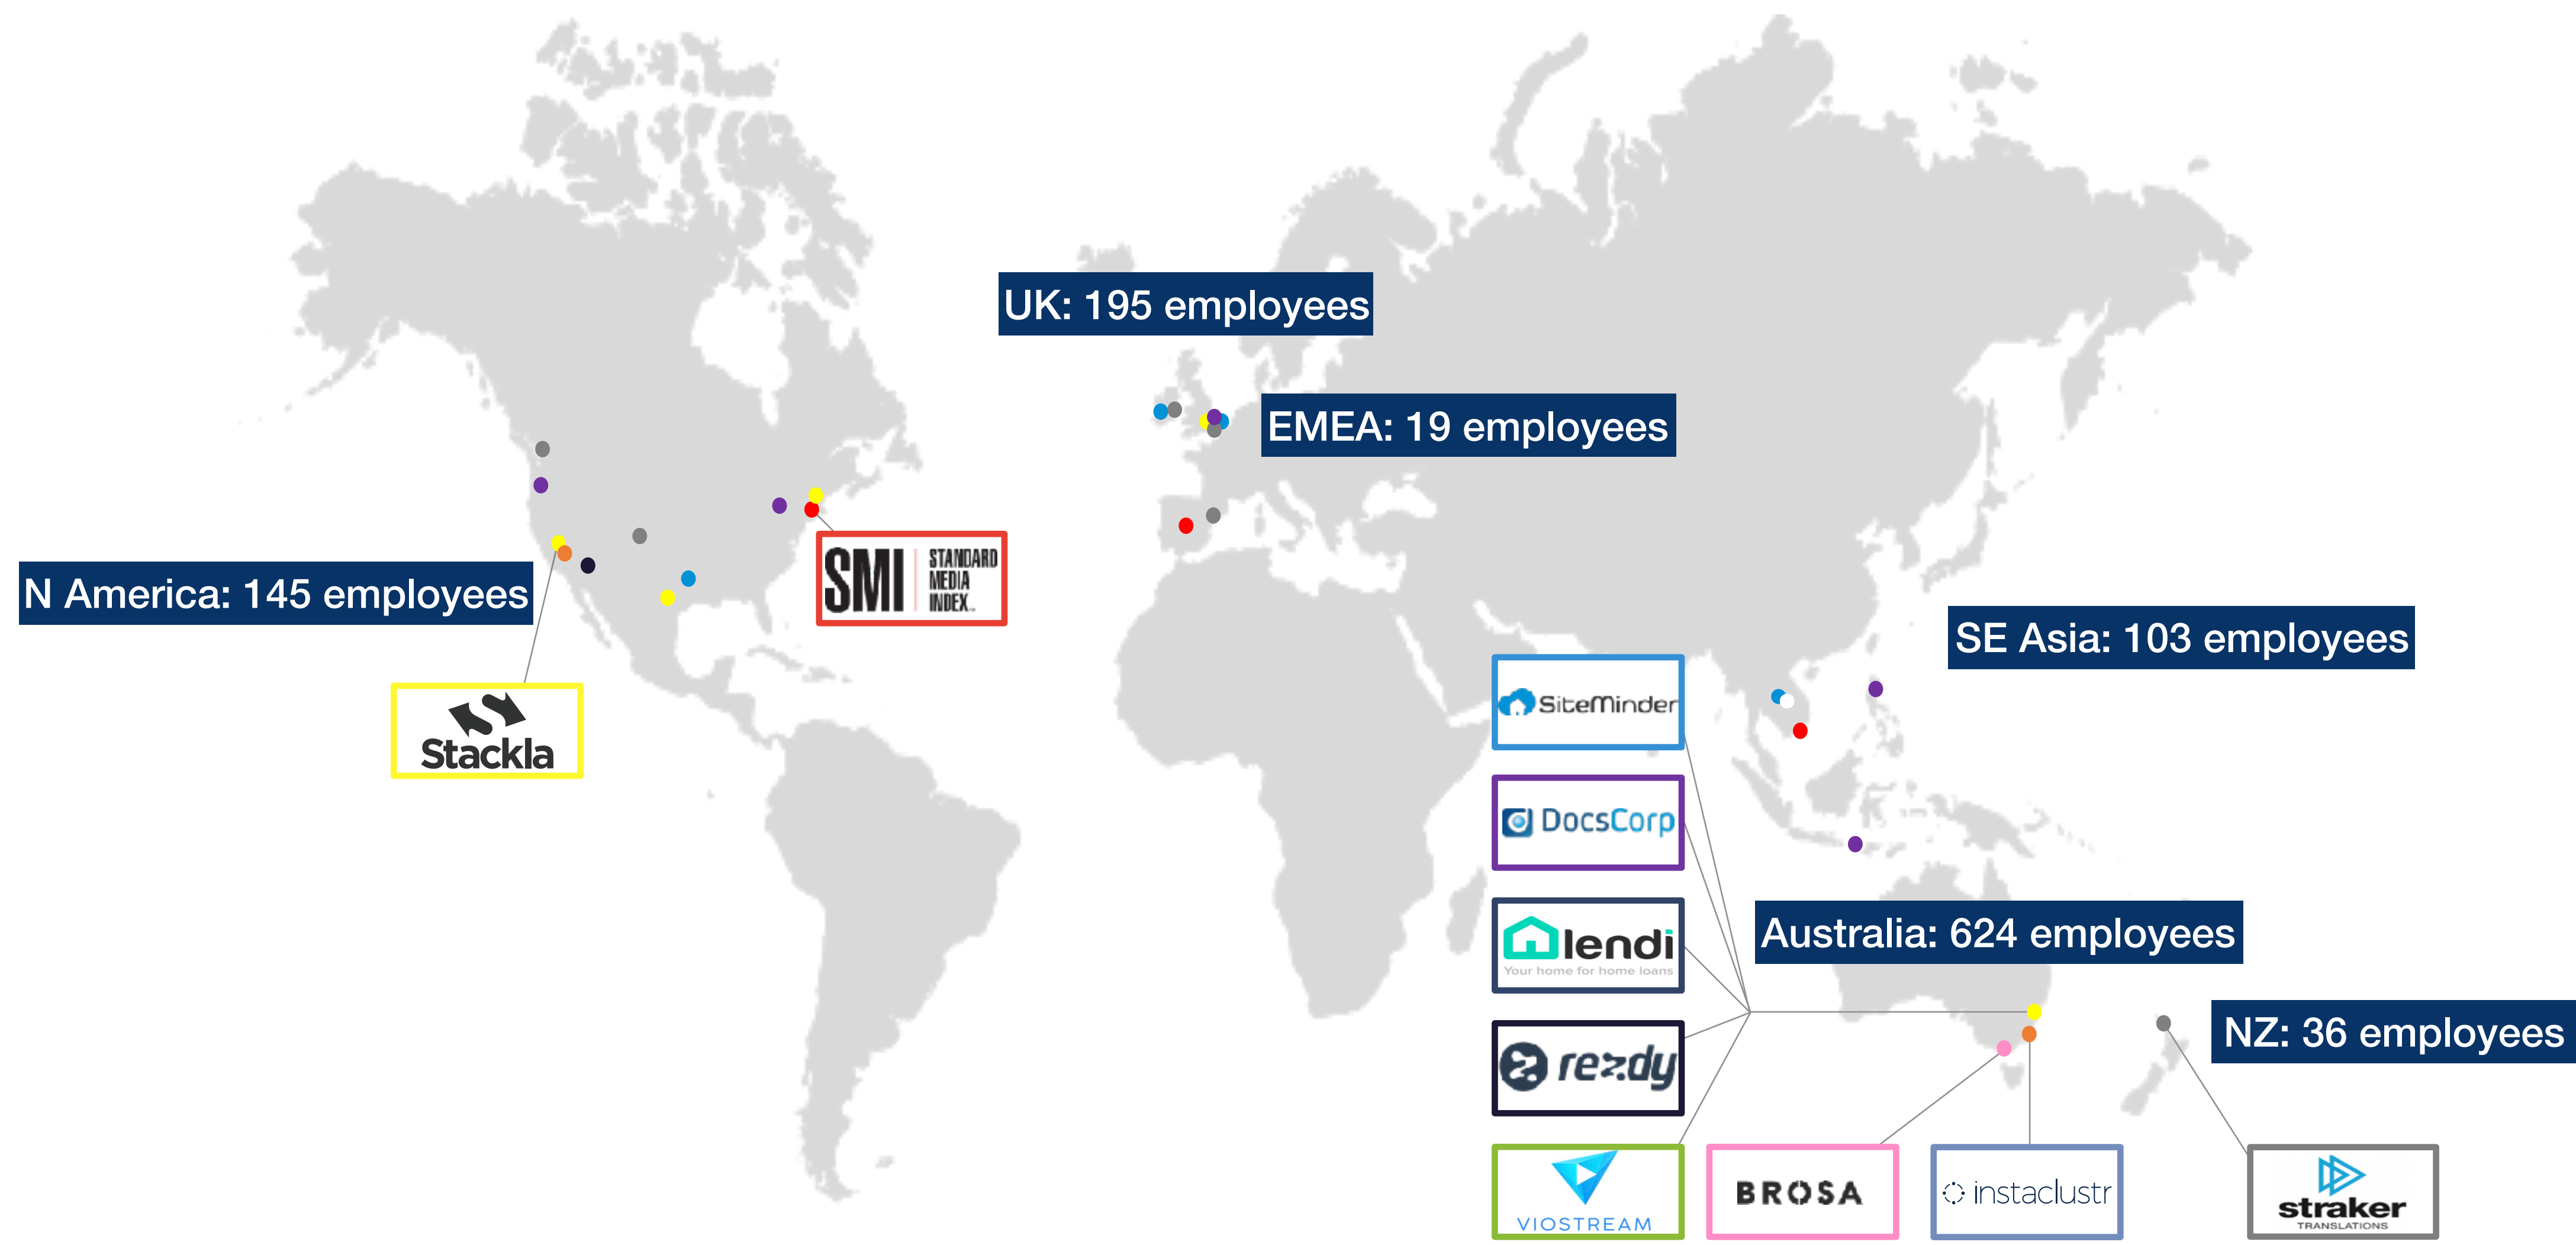 UK: 195 employees
EMEA: 19 employees
N America: 145 employees
SMI
STANDARD
MEDIA
INDEX
SE Asia: 103 employees
Stackla
SiteMinder
DocsCorp
lendi
Your home for home loans
Australia: 624 employees
rezdy
NZ: 36 employees
VIOSTREAM
BROSA
instaclustr
straker
TRANSLATIONS